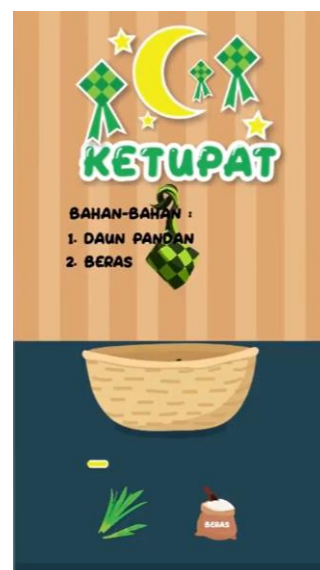 KETUPAT
BAHAN-BAHAN :
1. DAUN PANDAN
2. BERAS
BERAS